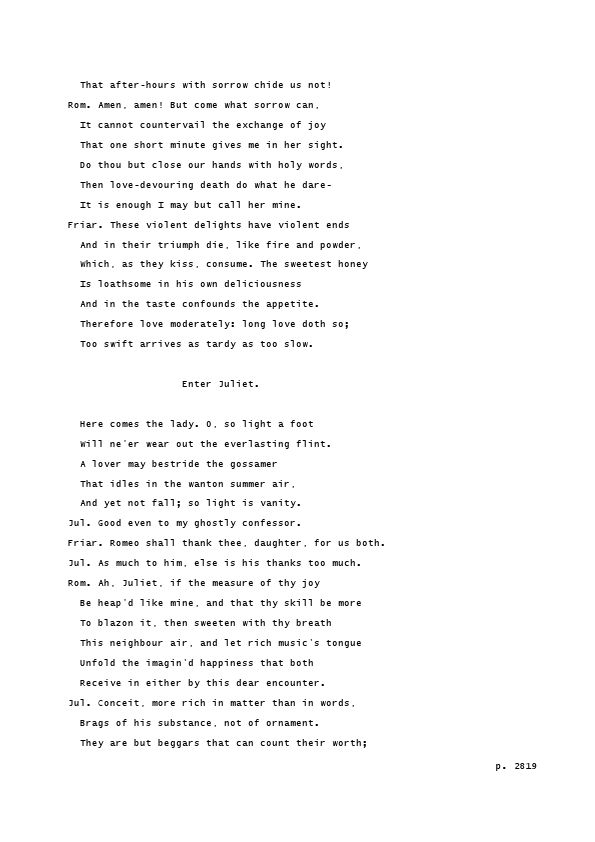 That after-hours with sorrow chide us not!
Rom. Amen, amen! But come what sorrow can,
It cannot countervail the exchange of joy
That one short minute gives me in her sight.
Do thou but close our hands with holy words,
Then love-devouring death do what he dare-
It is enough I may but call her mine.
Friar. These violent delights have violent ends
And in their triumph die, like fire and powder,
Which, as they kiss, consume. The sweetest honey
Is loathsome in his own deliciousness
And in the taste confounds the appetite.
Therefore love moderately: long love doth so;
Too swift arrives as tardy as too slow.
Enter Juliet.
Here comes the lady. O, so light a foot
Will ne'er wear out the everlasting flint.
A lover may bestride the gossamer
That idles in the wanton summer air,
And yet not fall; so light is vanity.
Jul. Good even to my ghostly confessor.
Friar. Romeo shall thank thee, daughter, for us both.
Jul. As much to him, else is his thanks too much.
Rom. Ah, Juliet, if the measure of thy joy
Be heap'd like mine, and that thy skill be more
To blazon it, then sweeten with thy breath
This neighbour air, and let rich music's tongue
Unfold the imagin'd happiness that both
Receive in either by this dear encounter.
Jul. Conceit, more rich in matter than in words,
Brags of his substance, not of ornament.
They are but beggars that can count their worth;
p. 2819